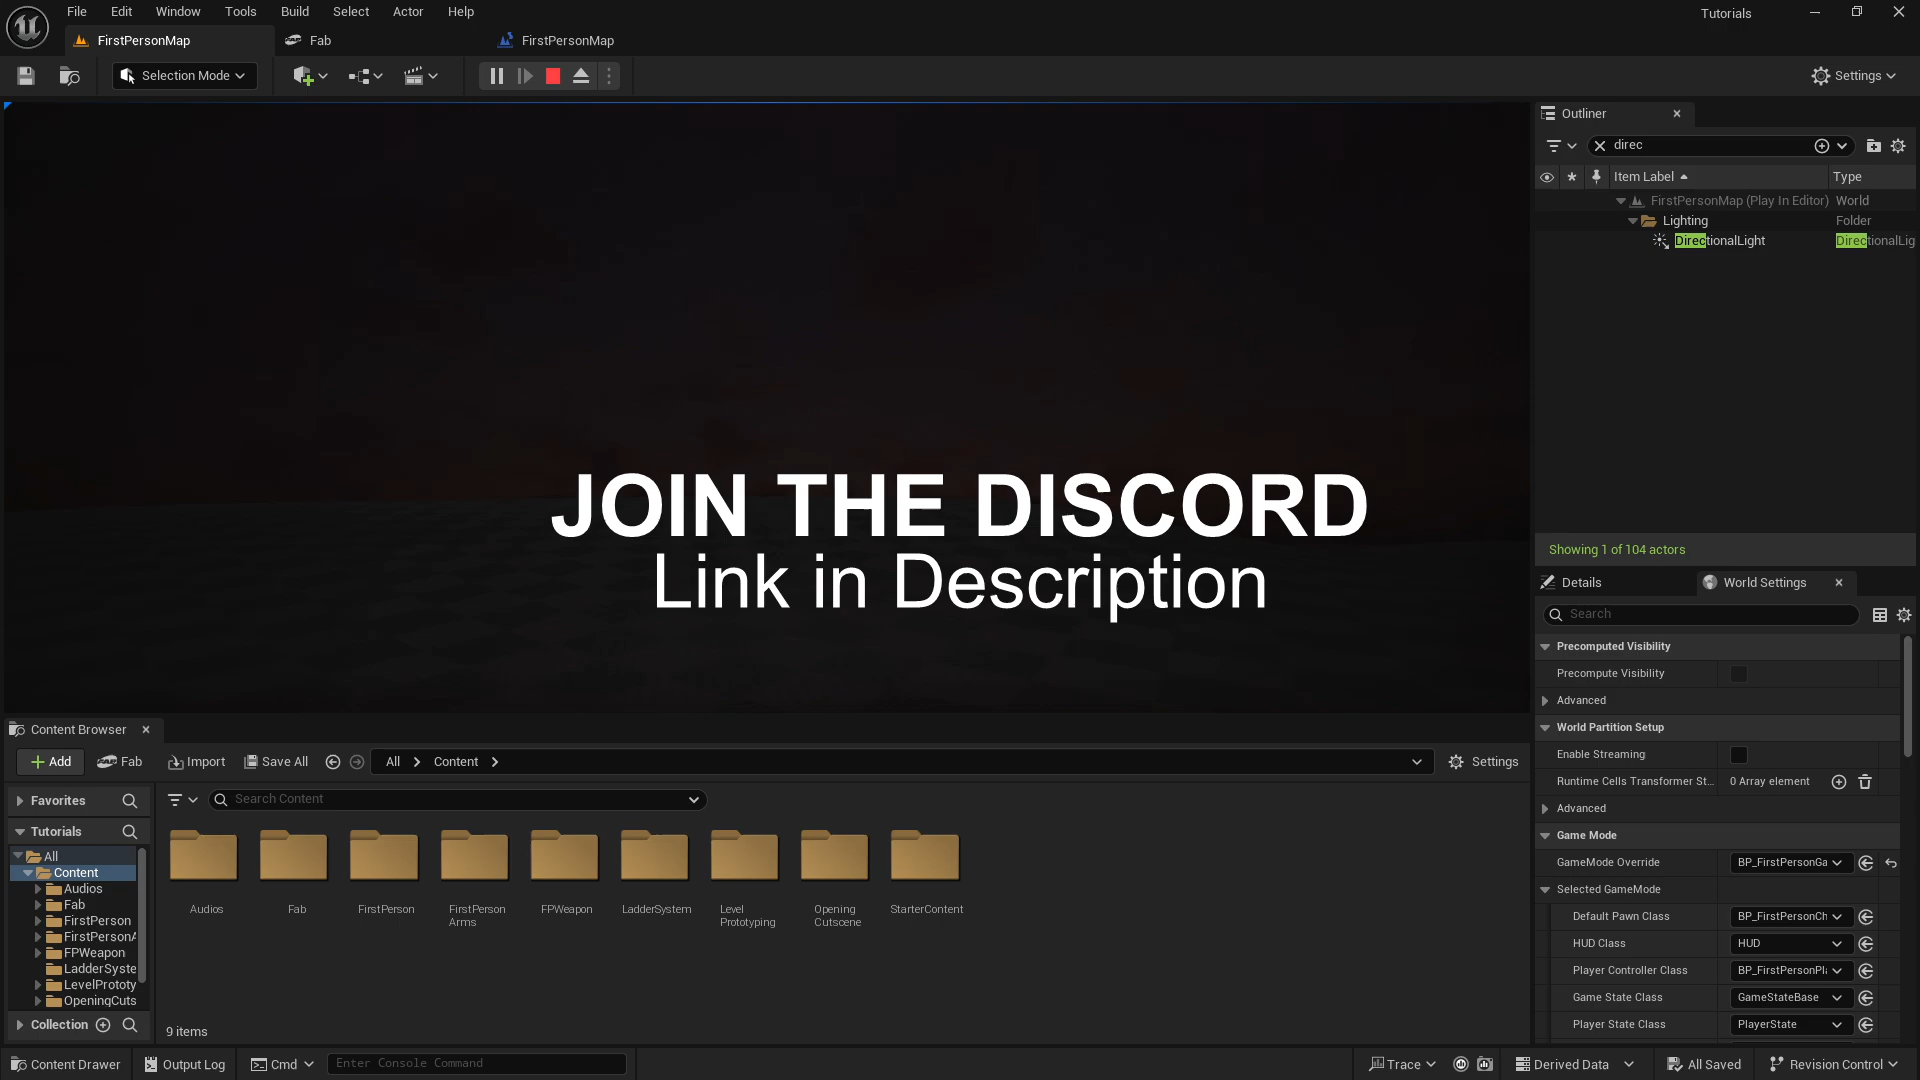 File Edit Window Tools Build Select Actor Help
Tutorials
FirstPersonMap
Fab
FirstPersonMap
Selection Mode
Settings
Outliner
direc
Item Label
Type
FirstPersonMap (Play In Editor) World
Lighting Folder
DirectionalLight DirectionalLig
JOIN THE DISCORD
Link in Description
Showing 1 of 104 actors
Details
World Settings
Search
Precomputed Visibility
Precompute Visibility
Advanced
World Partition Setup
Enable Streaming
Runtime Cells Transformer St... 0 Array element
Advanced
Game Mode
GameMode Override BP_FirstPersonGa
Selected GameMode
Default Pawn Class BP_FirstPersonCh
HUD Class HUD
Player Controller Class BP_FirstPersonPl
Game State Class GameStateBase
Player State Class PlayerState
Content Browser
Add Fab Import Save All All Content Settings
Favorites
Search Content
Tutorials
All
Content
Audios
Fab
FirstPerson
FirstPersonA
FPWeapon
LadderSyste
LevelPrototy
OpeningCuts
Collection
Audios
Fab
FirstPerson
FirstPerson
Arms
FPWeapon
LadderSystem
Level
Prototyping
Opening
Cutscene
StarterContent
9 items
Content Drawer Output Log Cmd Enter Console Command Trace Derived Data All Saved Revision Control